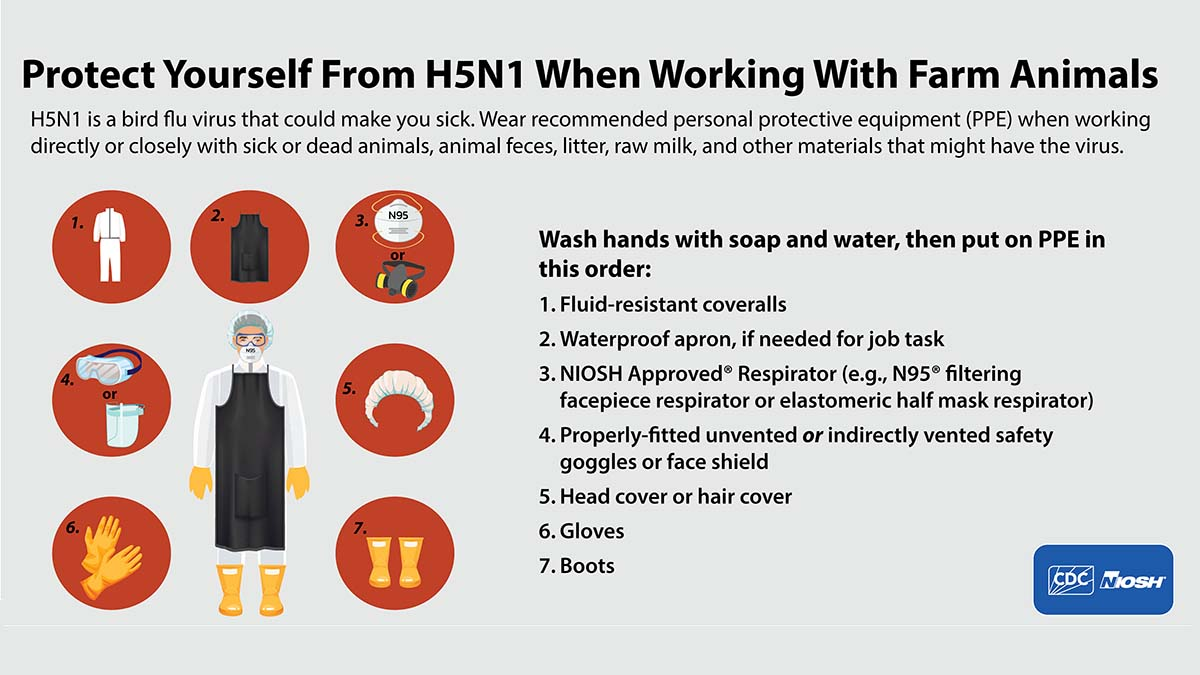 Protect Yourself From H5N1 When Working With Farm Animals
H5N1 is a bird flu virus that could make you sick. Wear recommended personal protective equipment (PPE) when working
directly or closely with sick or dead animals, animal feces, litter, raw milk, and other materials that might have the virus.
1.
2.
3.
N95
or
4.
or
N95
5.
6.
7.
Wash hands with soap and water, then put on PPE in
this order:
1. Fluid-resistant coveralls
2. Waterproof apron, if needed for job task
3. NIOSH Approved® Respirator (e.g., N95® filtering
facepiece respirator or elastomeric half mask respirator)
4. Properly-fitted unvented or indirectly vented safety
goggles or face shield
5. Head cover or hair cover
6. Gloves
7. Boots
CDC NIOSH